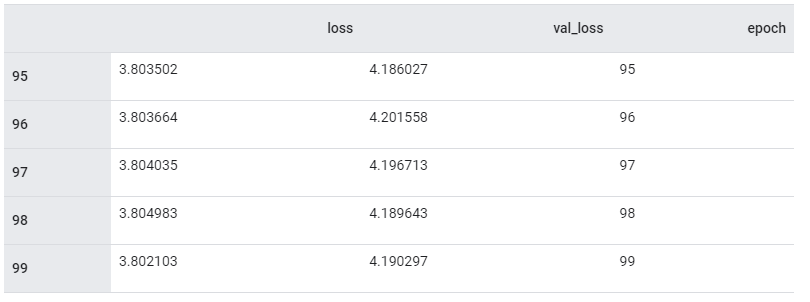 loss val_loss epoch
95 3.803502 4.186027 95
96 3.803664 4.201558 96
97 3.804035 4.196713 97
98 3.804983 4.189643 98
99 3.802103 4.190297 99